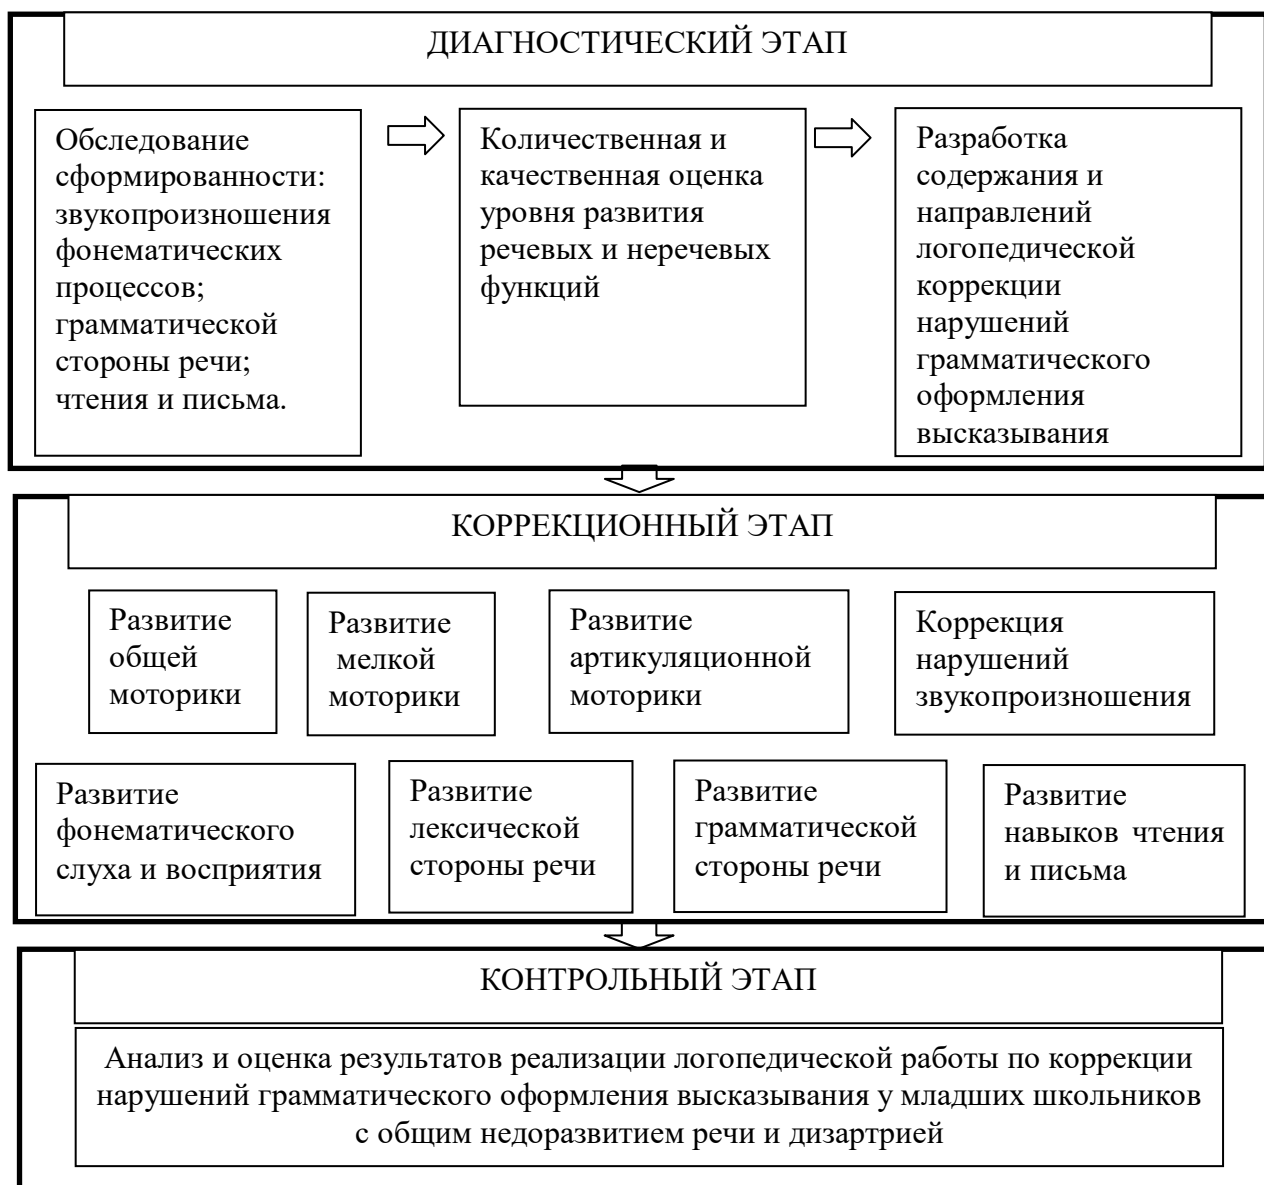 ДИАГНОСТИЧЕСКИЙ ЭТАП
Обследование
сформированности:
звукопроизношения
фонематических
процессов;
грамматической
стороны речи;
чтения и письма.
Количественная и
качественная оценка
уровня развития
речевых и неречевых
функций
Разработка
содержания и
направлений
логопедической
коррекции
нарушений
грамматического
оформления
высказывания
КОРРЕКЦИОННЫЙ ЭТАП
Развитие
общей
моторики
Развитие
мелкой
моторики
Развитие
артикуляционной
моторики
Коррекция
нарушений
звукопроизношения
Развитие
фонематического
слуха и восприятия
Развитие
лексической
стороны речи
Развитие
грамматической
стороны речи
Развитие
навыков чтения
и письма
КОНТРОЛЬНЫЙ ЭТАП
Анализ и оценка результатов реализации логопедической работы по коррекции
нарушений грамматического оформления высказывания у младших школьников
с общим недоразвитием речи и дизартрией